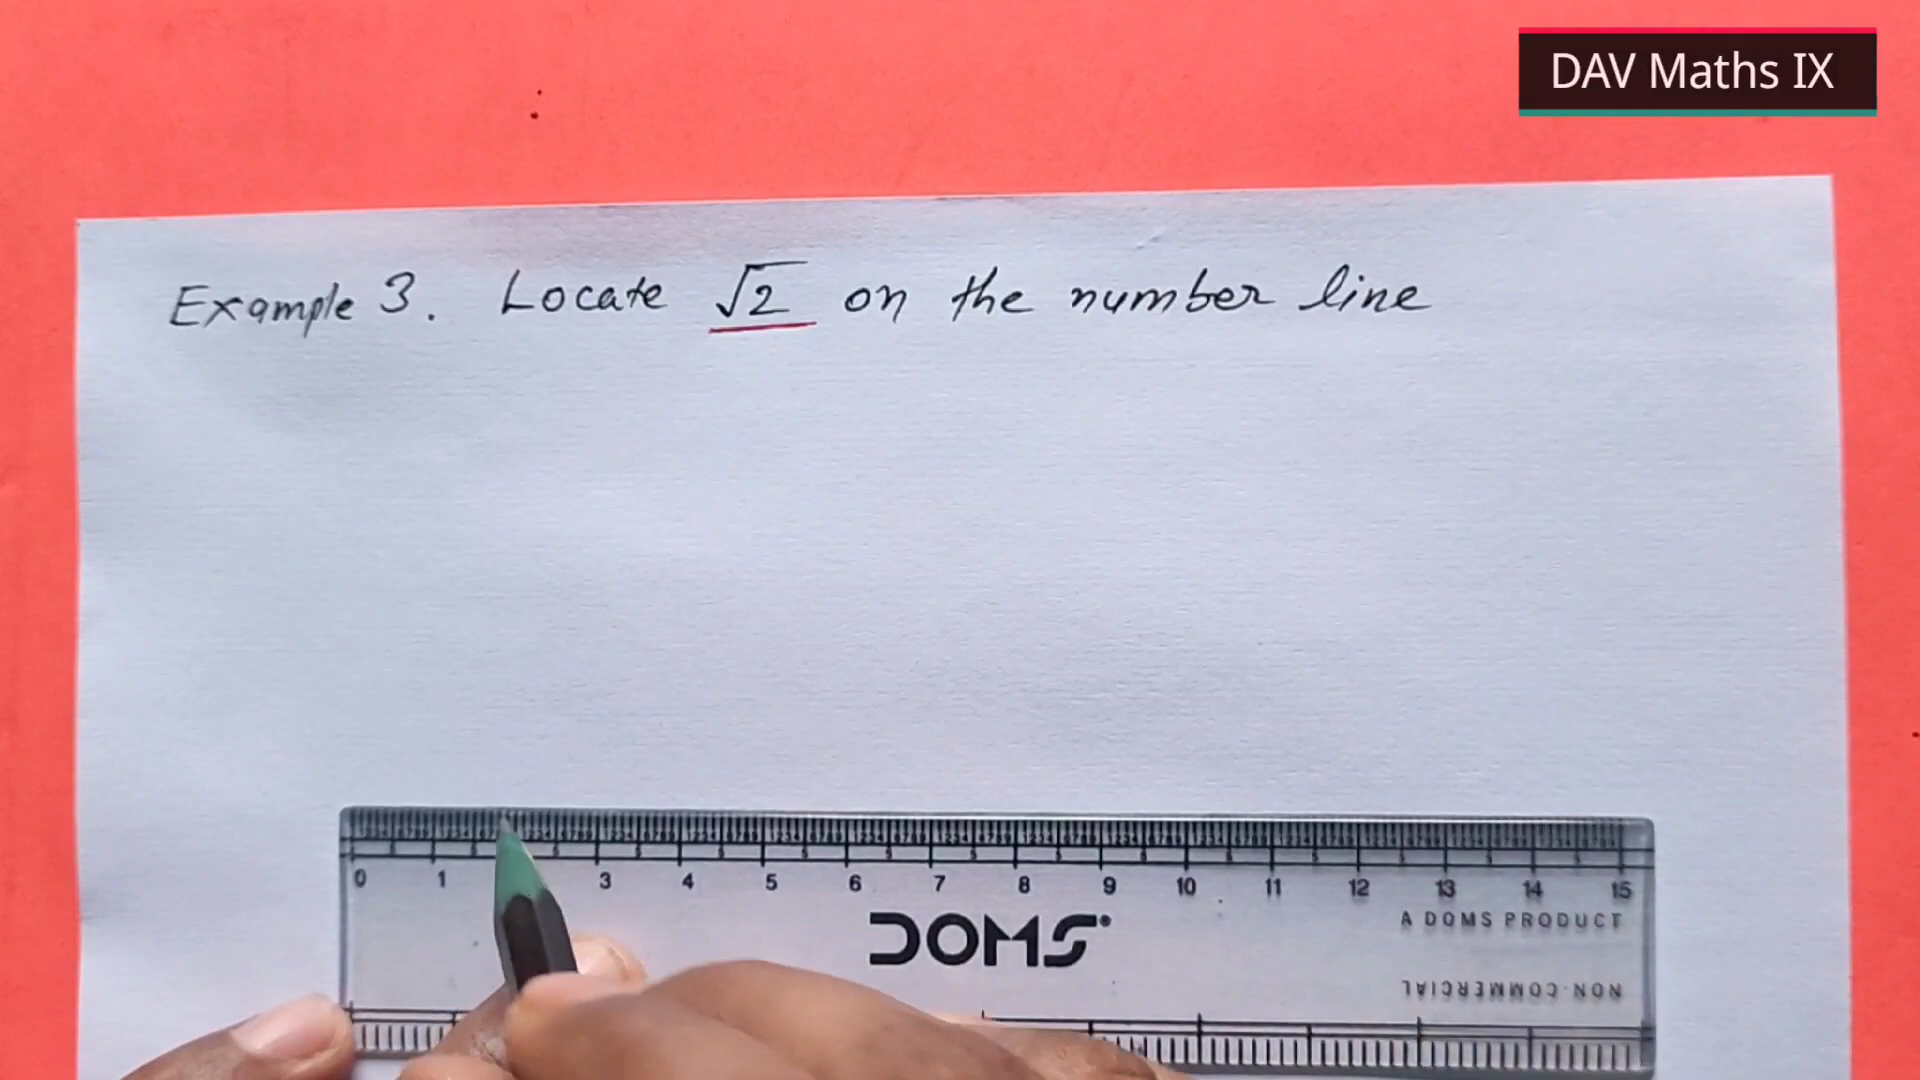 DAV Maths IX
Example 3. Locate √2 on the number line
0 1 3 4 5 6 7 8 9 10 11 12 13 14 15
DOMS
A DOMS PRODUCT
NON-COMMERCIAL